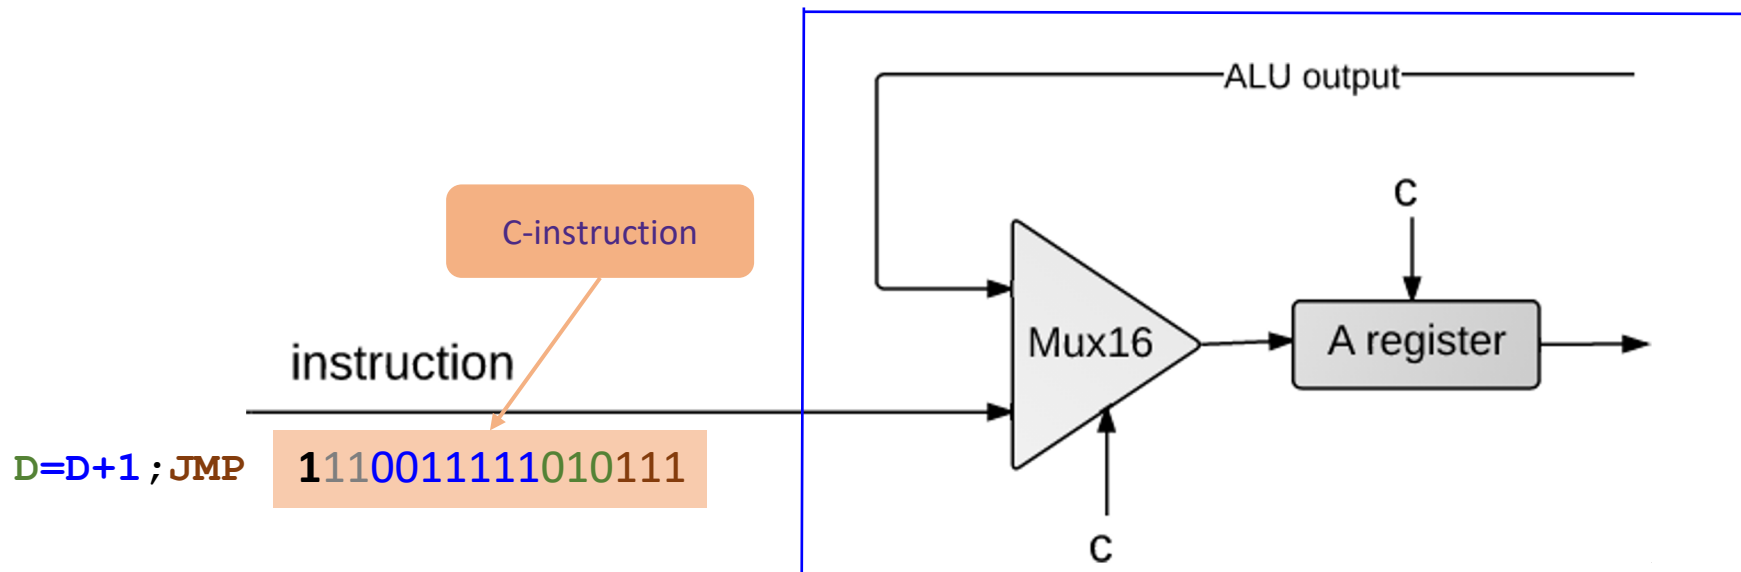 ALU output
c
C-instruction
Mux16
A register
instruction
D=D+1;JMP 1110011111010111
c